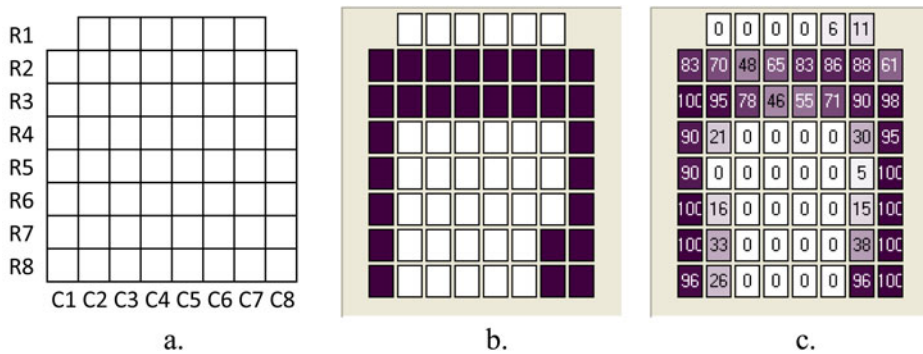 R1 0 0 0 0 6 11
R2 83 70 48 65 83 86 88 61
R3 100 95 78 46 55 71 90 98
R4 90 21 0 0 0 0 30 95
R5 90 0 0 0 0 0 5 100
R6 100 16 0 0 0 0 15 100
R7 100 33 0 0 0 0 38 100
R8 96 26 0 0 0 0 96 100
C1 C2 C3 C4 C5 C6 C7 C8
a. b. c.